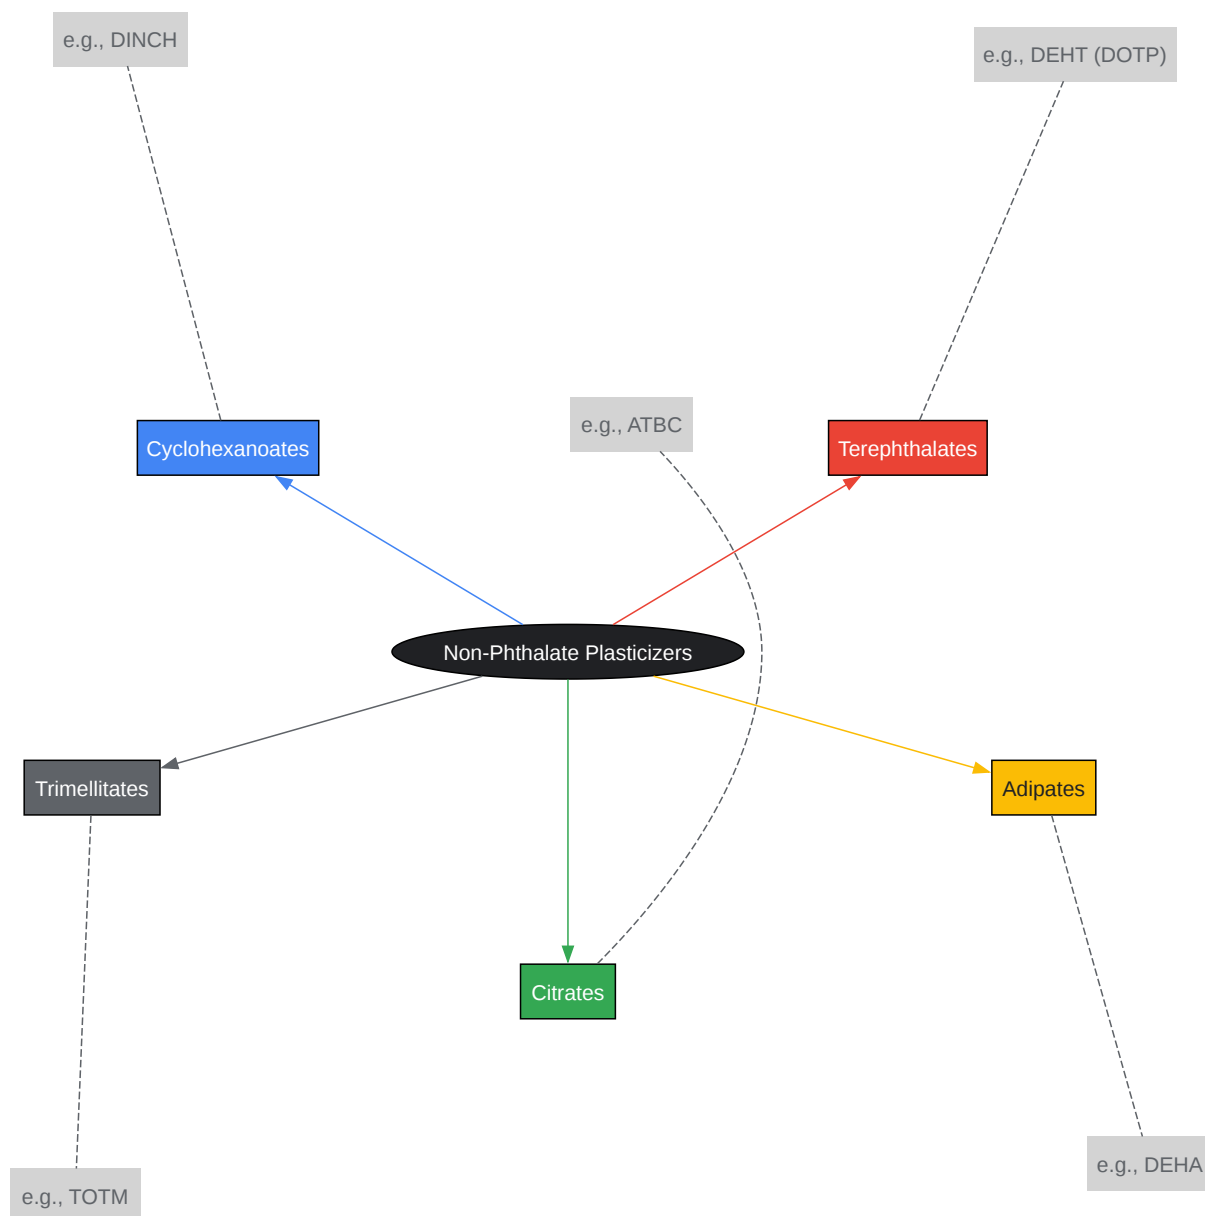 e.g., DINCH
e.g., DEHT (DOTP)
e.g., ATBC
Cyclohexanoates
Terephthalates
Non-Phthalate Plasticizers
Trimellitates
Adipates
Citrates
e.g., DEHA
e.g., TOTM